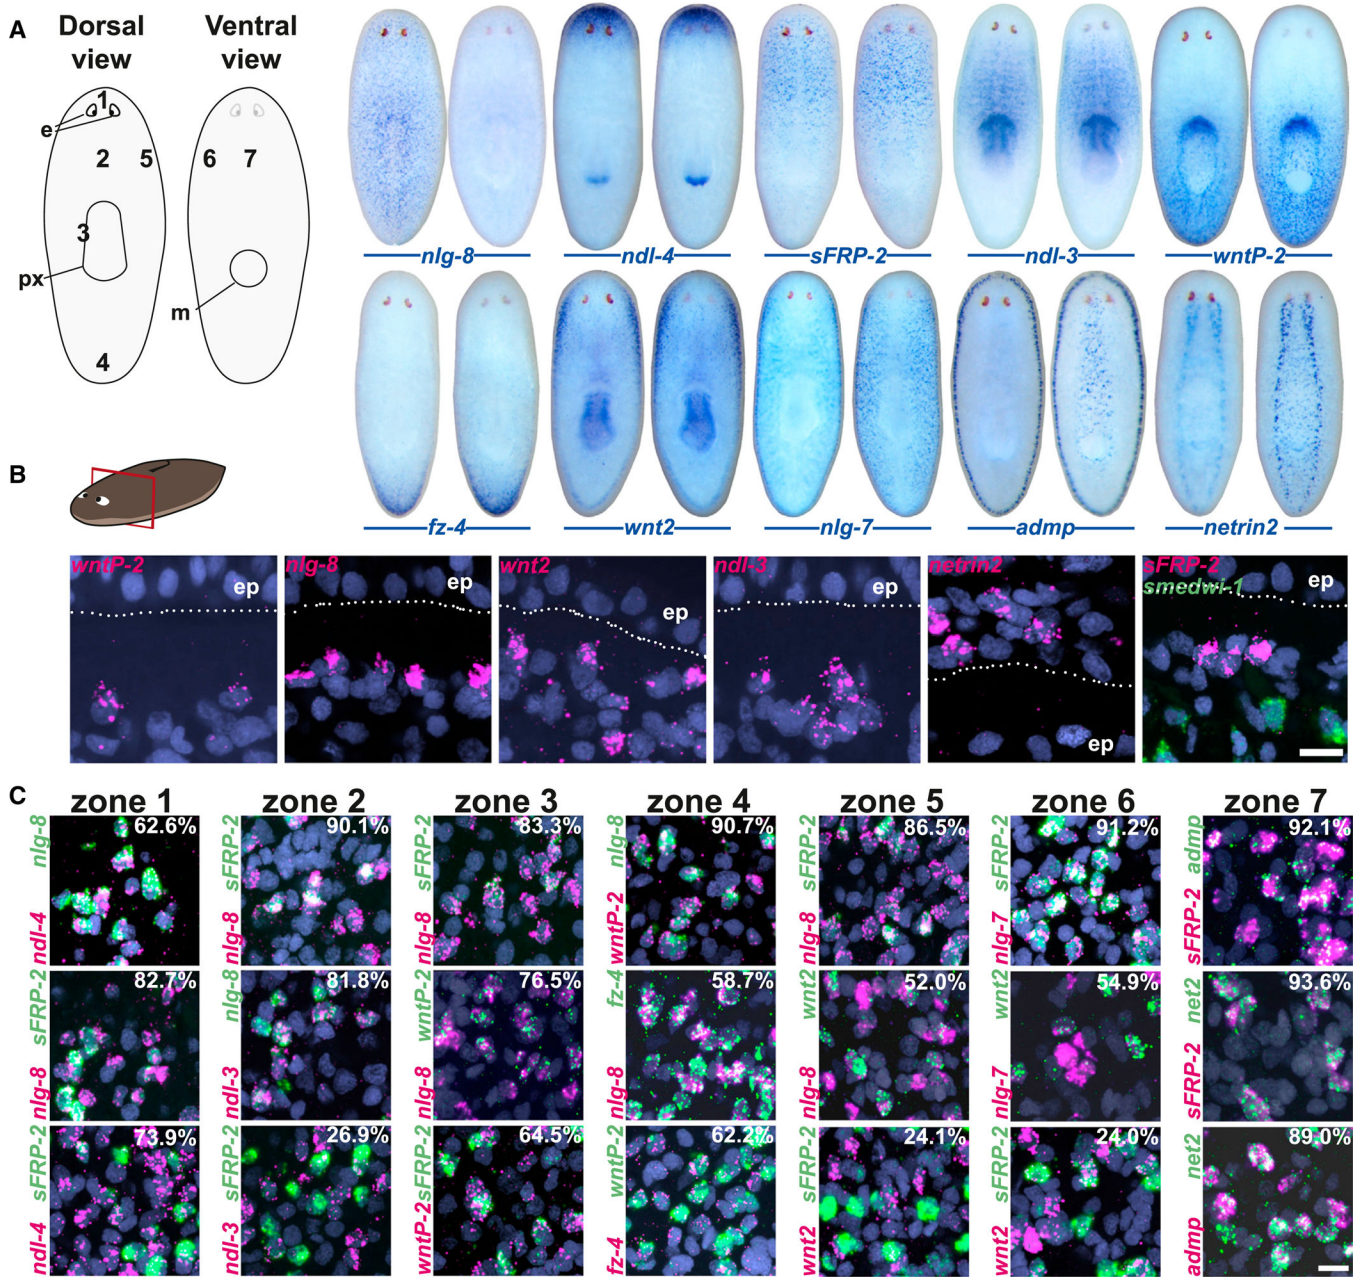 A
Dorsal view
Ventral view
1
e
2
5
6
7
3
px
m
4
nlg-8
ndl-4
sFRP-2
ndl-3
wntP-2
fz-4
wnt2
nlg-7
admp
netrin2
B
wntP-2
ep
nlg-8
ep
wnt2
ep
ndl-3
ep
netrin2
ep
sFRP-2
smedwi-1
ep
C
zone 1
zone 2
zone 3
zone 4
zone 5
zone 6
zone 7
ndl-4 nlg-8 62.6%
nlg-8 sFRP-2 90.1%
nlg-8 sFRP-2 83.3%
wntP-2 nlg-8 90.7%
nlg-8 sFRP-2 86.5%
nlg-7 sFRP-2 91.2%
sFRP-2 admp 92.1%
nlg-8 sFRP-2 82.7%
ndl-3 nlg-8 81.8%
nlg-8 wntP-2 76.5%
nlg-8 fz-4 58.7%
nlg-8 wnt2 52.0%
nlg-7 wnt2 54.9%
sFRP-2 net2 93.6%
ndl-4 sFRP-2 73.9%
ndl-3 sFRP-2 26.9%
wntP-2 sFRP-2 64.5%
fz-4 wntP-2 62.2%
wnt2 sFRP-2 24.1%
wnt2 sFRP-2 24.0%
admp net2 89.0%